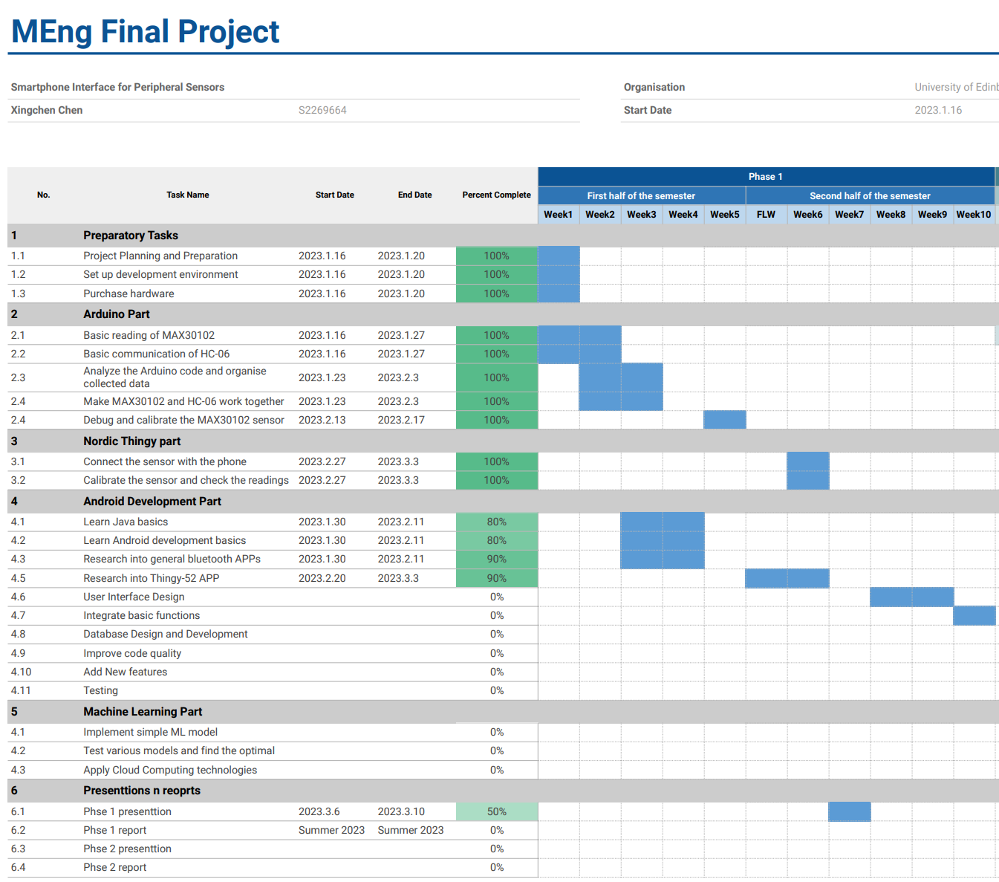 MEng Final Project
Smartphone Interface for Peripheral Sensors
Organisation University of Edinb
Xingchen Chen S2269664
Start Date 2023.1.16
Phase 1
No. Task Name Start Date End Date Percent Complete
First half of the semester Second half of the semester
Week1 Week2 Week3 Week4 Week5 FLW Week6 Week7 Week8 Week9 Week10
1 Preparatory Tasks
1.1 Project Planning and Preparation 2023.1.16 2023.1.20 100%
1.2 Set up development environment 2023.1.16 2023.1.20 100%
1.3 Purchase hardware 2023.1.16 2023.1.20 100%
2 Arduino Part
2.1 Basic reading of MAX30102 2023.1.16 2023.1.27 100%
2.2 Basic communication of HC-06 2023.1.16 2023.1.27 100%
2.3 Analyze the Arduino code and organise
collected data 2023.1.23 2023.2.3 100%
2.4 Make MAX30102 and HC-06 work together 2023.1.23 2023.2.3 100%
2.4 Debug and calibrate the MAX30102 sensor 2023.2.13 2023.2.17 100%
3 Nordic Thingy part
3.1 Connect the sensor with the phone 2023.2.27 2023.3.3 100%
3.2 Calibrate the sensor and check the readings 2023.2.27 2023.3.3 100%
4 Android Development Part
4.1 Learn Java basics 2023.1.30 2023.2.11 80%
4.2 Learn Android development basics 2023.1.30 2023.2.11 80%
4.3 Research into general bluetooth APPs 2023.1.30 2023.2.11 90%
4.5 Research into Thingy-52 APP 2023.2.20 2023.3.3 90%
4.6 User Interface Design 0%
4.7 Integrate basic functions 0%
4.8 Database Design and Development 0%
4.9 Improve code quality 0%
4.10 Add New features 0%
4.11 Testing 0%
5 Machine Learning Part
4.1 Implement simple ML model 0%
4.2 Test various models and find the optimal 0%
4.3 Apply Cloud Computing technologies 0%
6 Presenttions n reoprts
6.1 Phse 1 presenttion 2023.3.6 2023.3.10 50%
6.2 Phse 1 report Summer 2023 Summer 2023 0%
6.3 Phse 2 presenttion 0%
6.4 Phse 2 report 0%